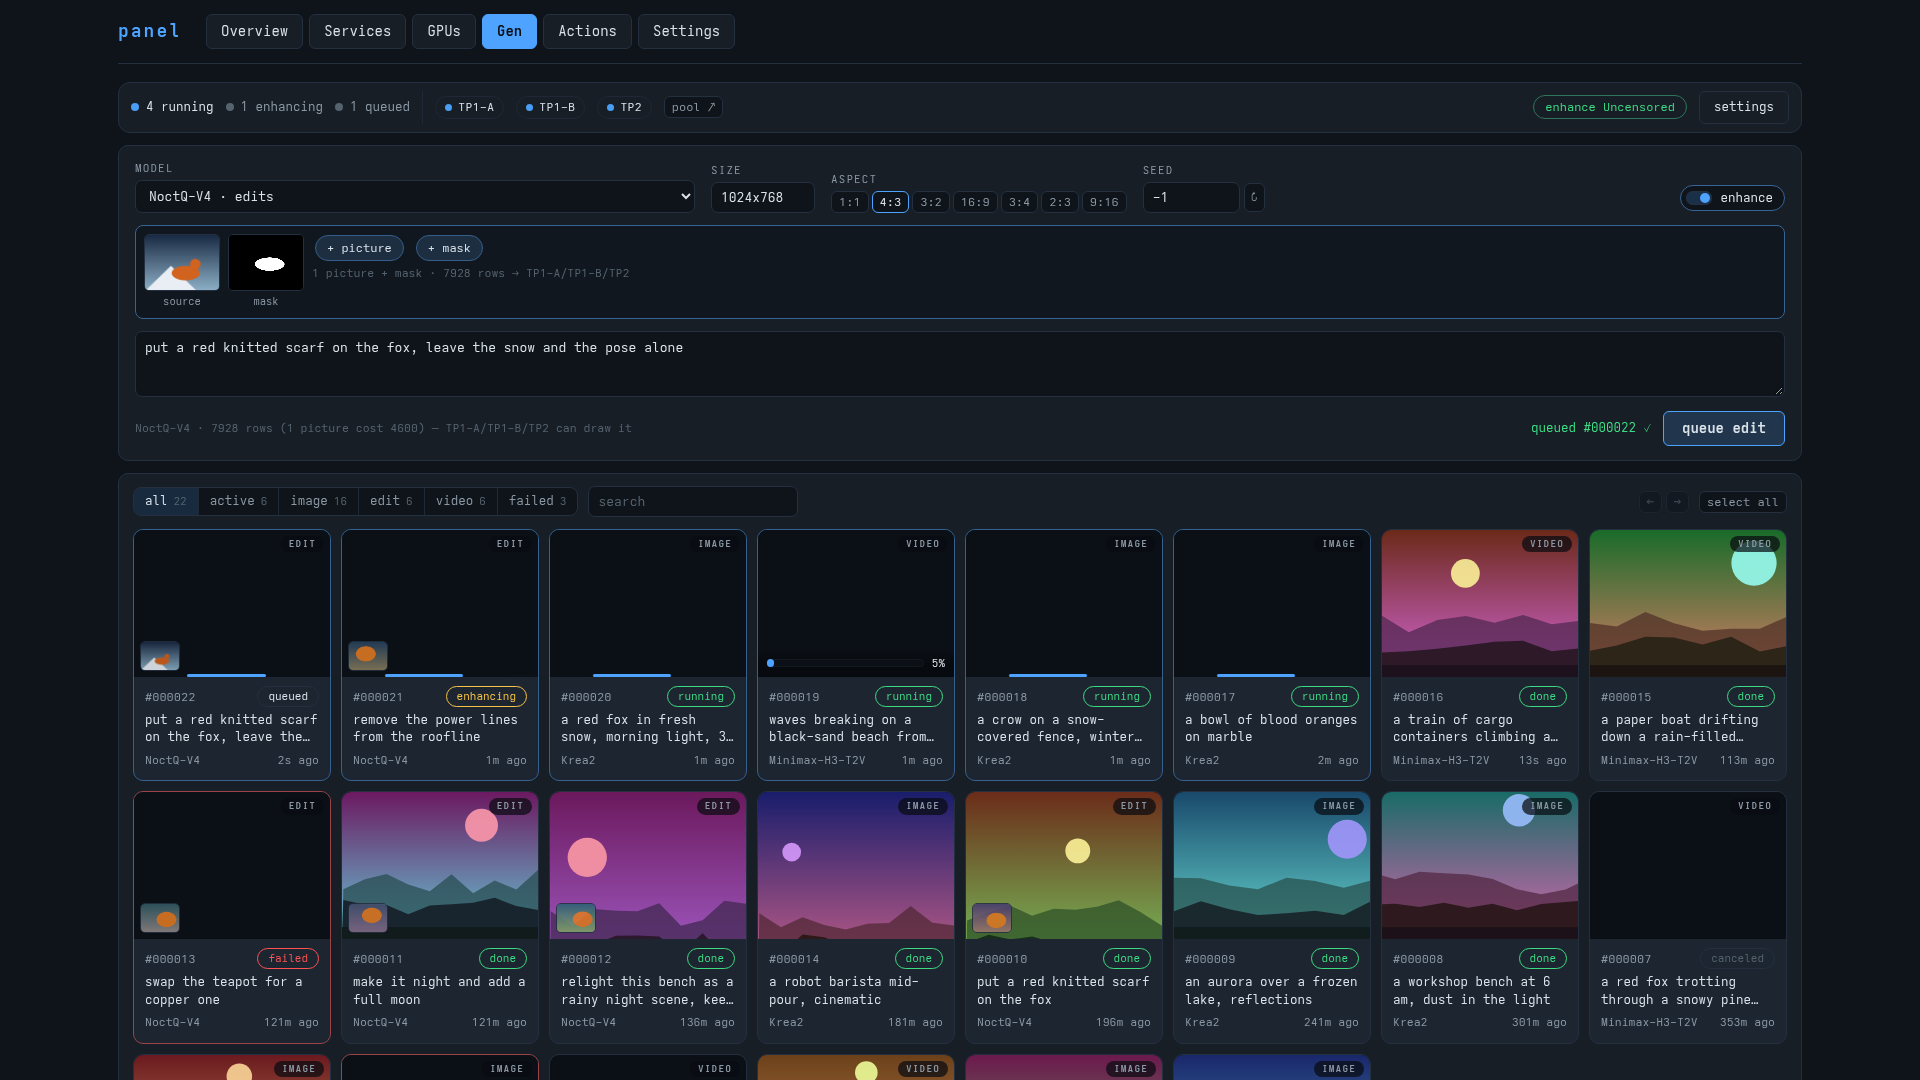 panel Overview Services GPUs Gen Actions Settings
4 running 1 enhancing 1 queued TP1-A TP1-B TP2 pool ↗ enhance Uncensored settings
MODEL SIZE ASPECT SEED
NoctQ-V4 · edits 1024x768 1:1 4:3 3:2 16:9 3:4 2:3 9:16 -1 ↻ enhance
+ picture + mask
1 picture + mask · 7928 rows → TP1-A/TP1-B/TP2
source mask
put a red knitted scarf on the fox, leave the snow and the pose alone
NoctQ-V4 · 7928 rows (1 picture cost 4600) — TP1-A/TP1-B/TP2 can draw it queued #000022 ✓ queue edit
all 22 active 6 image 16 edit 6 video 6 failed 3 search ← → select all
EDIT EDIT IMAGE VIDEO IMAGE IMAGE VIDEO VIDEO
5%
#000022 queued #000021 enhancing #000020 running #000019 running #000018 running #000017 running #000016 done #000015 done
put a red knitted scarf remove the power lines a red fox in fresh waves breaking on a a crow on a snow- a bowl of blood oranges a train of cargo a paper boat drifting
on the fox, leave the… from the roofline snow, morning light, 3… black-sand beach from… covered fence, winter… on marble containers climbing a… down a rain-filled…
NoctQ-V4 2s ago NoctQ-V4 1m ago Krea2 1m ago Minimax-H3-T2V 1m ago Krea2 1m ago Krea2 2m ago Minimax-H3-T2V 13s ago Minimax-H3-T2V 113m ago
EDIT EDIT EDIT IMAGE EDIT IMAGE IMAGE VIDEO
#000013 failed #000011 done #000012 done #000014 done #000010 done #000009 done #000008 done #000007 canceled
swap the teapot for a make it night and add a relight this bench as a a robot barista mid- put a red knitted scarf an aurora over a frozen a workshop bench at 6 a red fox trotting
copper one full moon rainy night scene, kee… pour, cinematic on the fox lake, reflections am, dust in the light through a snowy pine…
NoctQ-V4 121m ago NoctQ-V4 121m ago NoctQ-V4 136m ago Krea2 181m ago NoctQ-V4 196m ago Krea2 241m ago Krea2 301m ago Minimax-H3-T2V 353m ago
IMAGE IMAGE VIDEO VIDEO IMAGE IMAGE